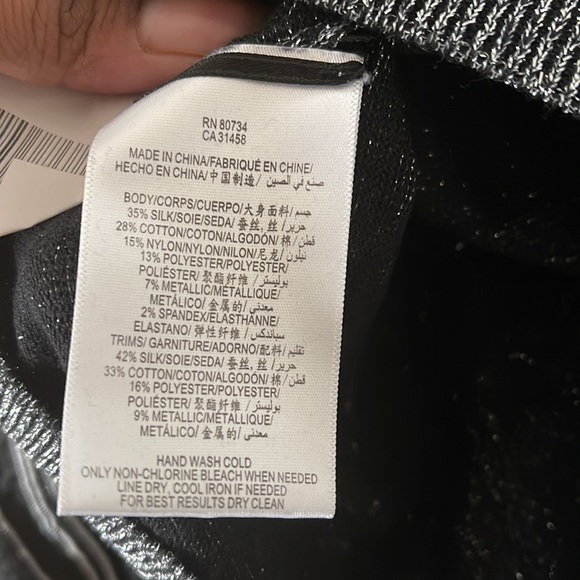 RN 80734
CA 31458
MADE IN CHINA/FABRIQUÉ EN CHINE/
HECHO EN CHINA/中国制造/ صنع في الصين
BODY/CORPS/CUERPO/大身面料/جسم
35% SILK/SOIE/SEDA/蚕丝, 丝/حرير
28% COTTON/COTON/ALGODÓN/棉/قطن
15% NYLON/NYLON/NILON/尼龙/نيلون
13% POLYESTER/POLYESTER/
POLIÉSTER/聚酯纤维/بوليستر
7% METALLIC/METALLIQUE/
METÁLICO/金属的/معدني
2% SPANDEX/ELASTHANNE/
ELASTANO/弹性纤维/سباندكس
TRIMS/GARNITURE/ADORNO/配料/تقليم
42% SILK/SOIE/SEDA/蚕丝, 丝/حرير
33% COTTON/COTON/ALGODÓN/棉/قطن
16% POLYESTER/POLYESTER/
POLIÉSTER/聚酯纤维/بوليستر
9% METALLIC/METALLIQUE/
METÁLICO/金属的/معدني
HAND WASH COLD
ONLY NON-CHLORINE BLEACH WHEN NEEDED
LINE DRY, COOL IRON IF NEEDED
FOR BEST RESULTS DRY CLEAN